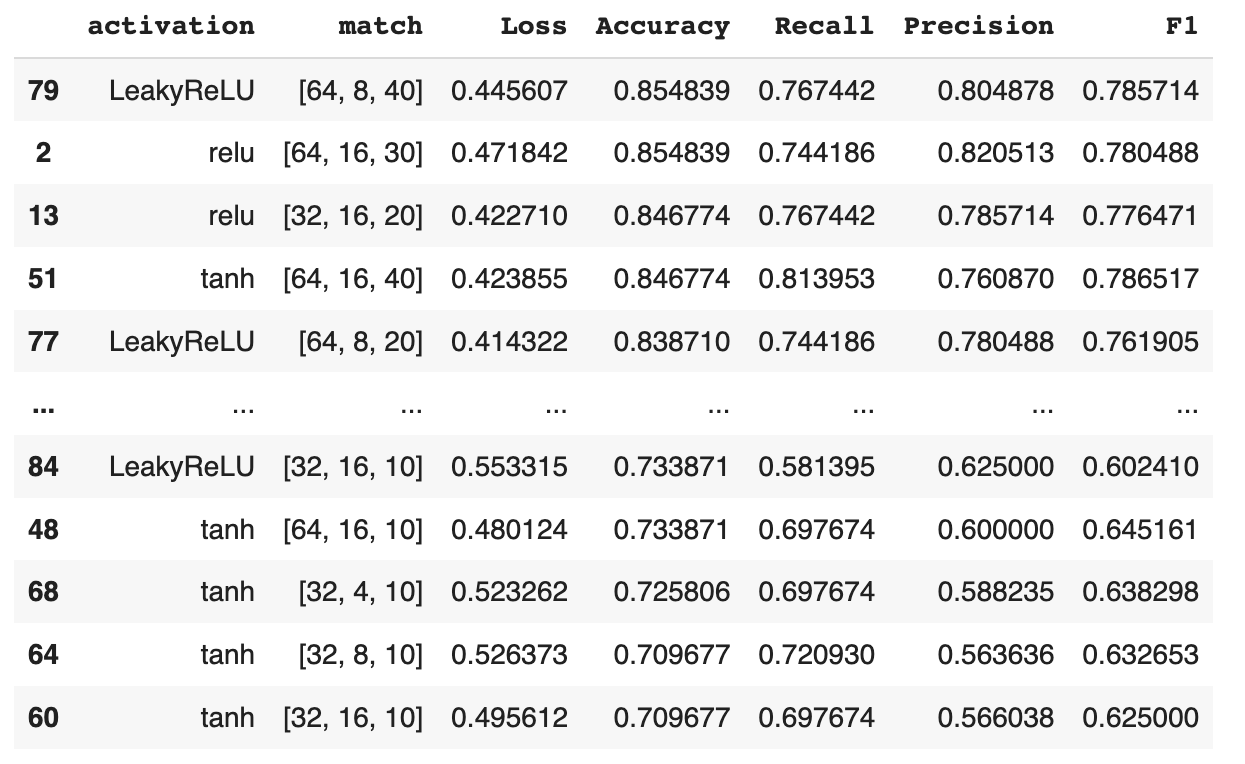 activation match Loss Accuracy Recall Precision F1
79 LeakyReLU [64, 8, 40] 0.445607 0.854839 0.767442 0.804878 0.785714
2 relu [64, 16, 30] 0.471842 0.854839 0.744186 0.820513 0.780488
13 relu [32, 16, 20] 0.422710 0.846774 0.767442 0.785714 0.776471
51 tanh [64, 16, 40] 0.423855 0.846774 0.813953 0.760870 0.786517
77 LeakyReLU [64, 8, 20] 0.414322 0.838710 0.744186 0.780488 0.761905
... ... ... ... ... ... ... ...
84 LeakyReLU [32, 16, 10] 0.553315 0.733871 0.581395 0.625000 0.602410
48 tanh [64, 16, 10] 0.480124 0.733871 0.697674 0.600000 0.645161
68 tanh [32, 4, 10] 0.523262 0.725806 0.697674 0.588235 0.638298
64 tanh [32, 8, 10] 0.526373 0.709677 0.720930 0.563636 0.632653
60 tanh [32, 16, 10] 0.495612 0.709677 0.697674 0.566038 0.625000